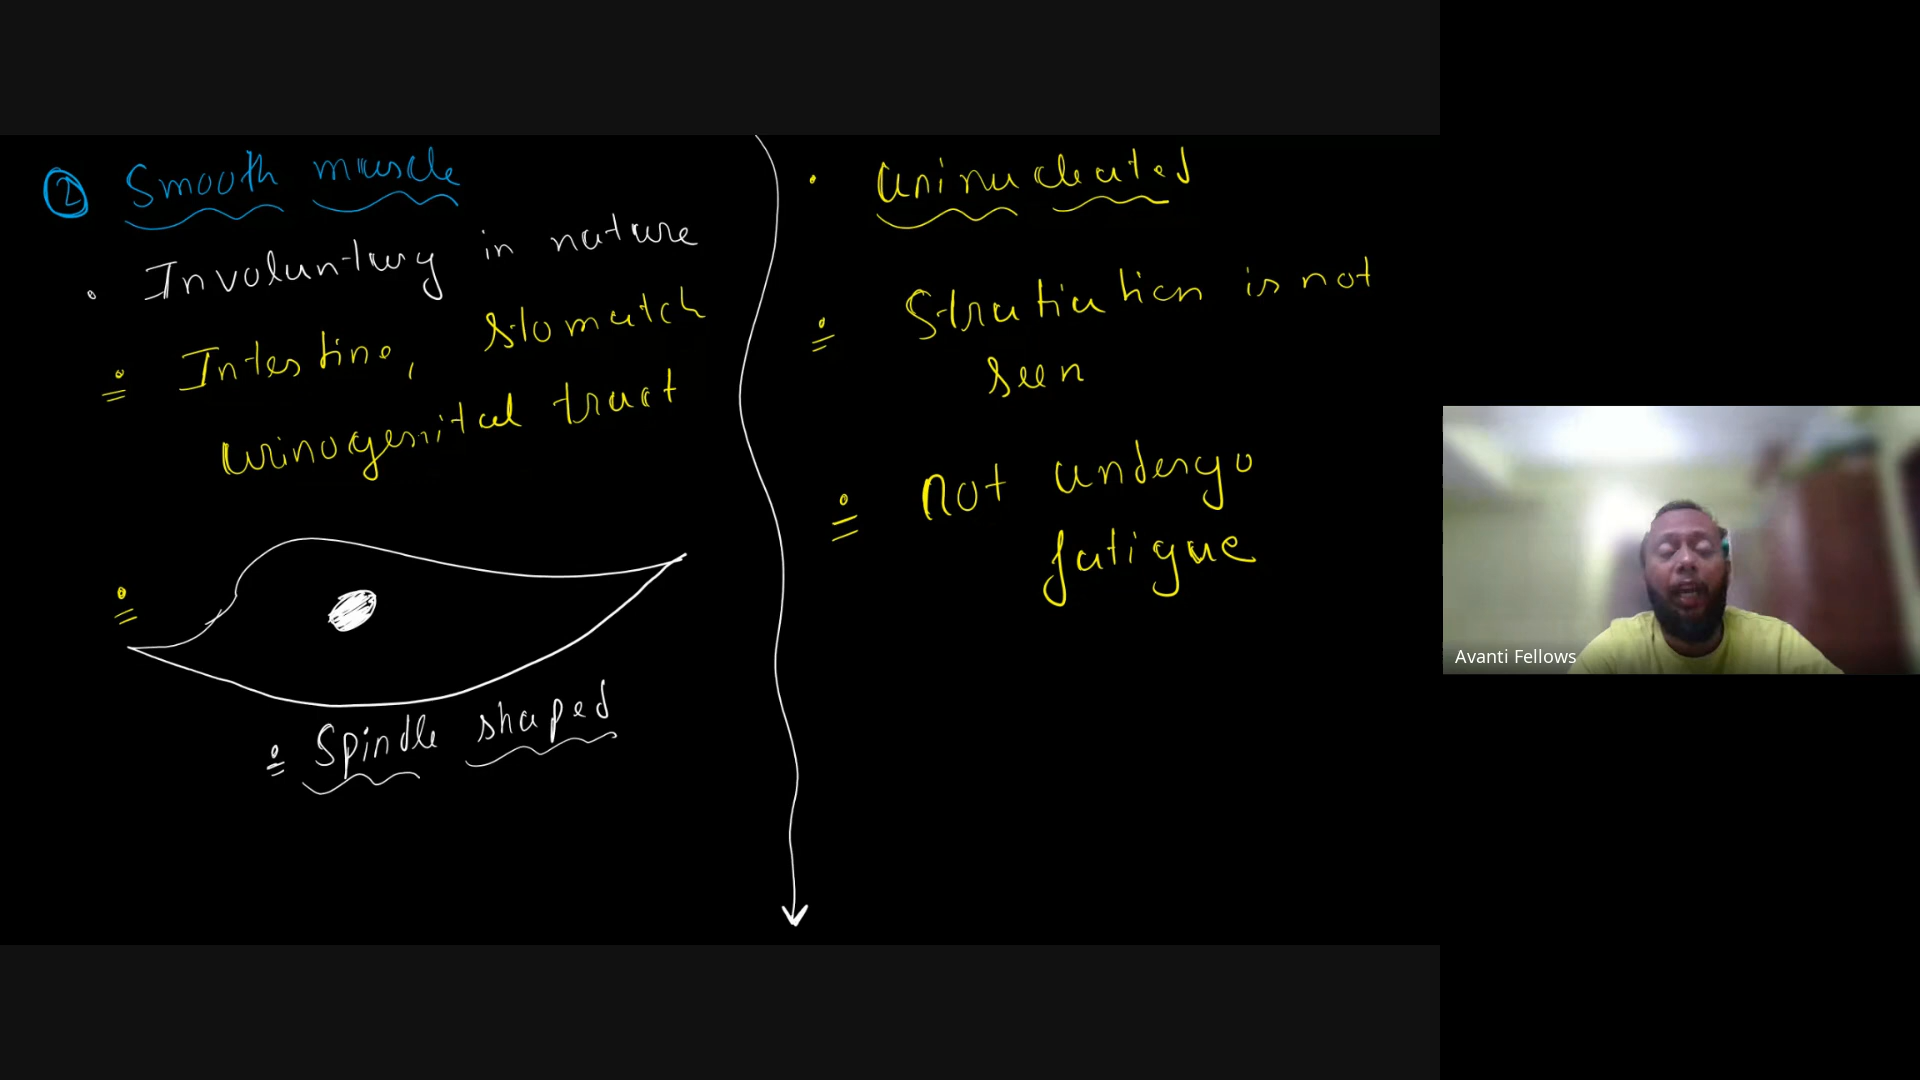 ② Smooth muscle
• Involuntary in nature
Intestine, stomatch
urinogenital tract
Spindle shaped
• uninucleated
Stratiation is not
seen
not undergo
fatigue
Avanti Fellows